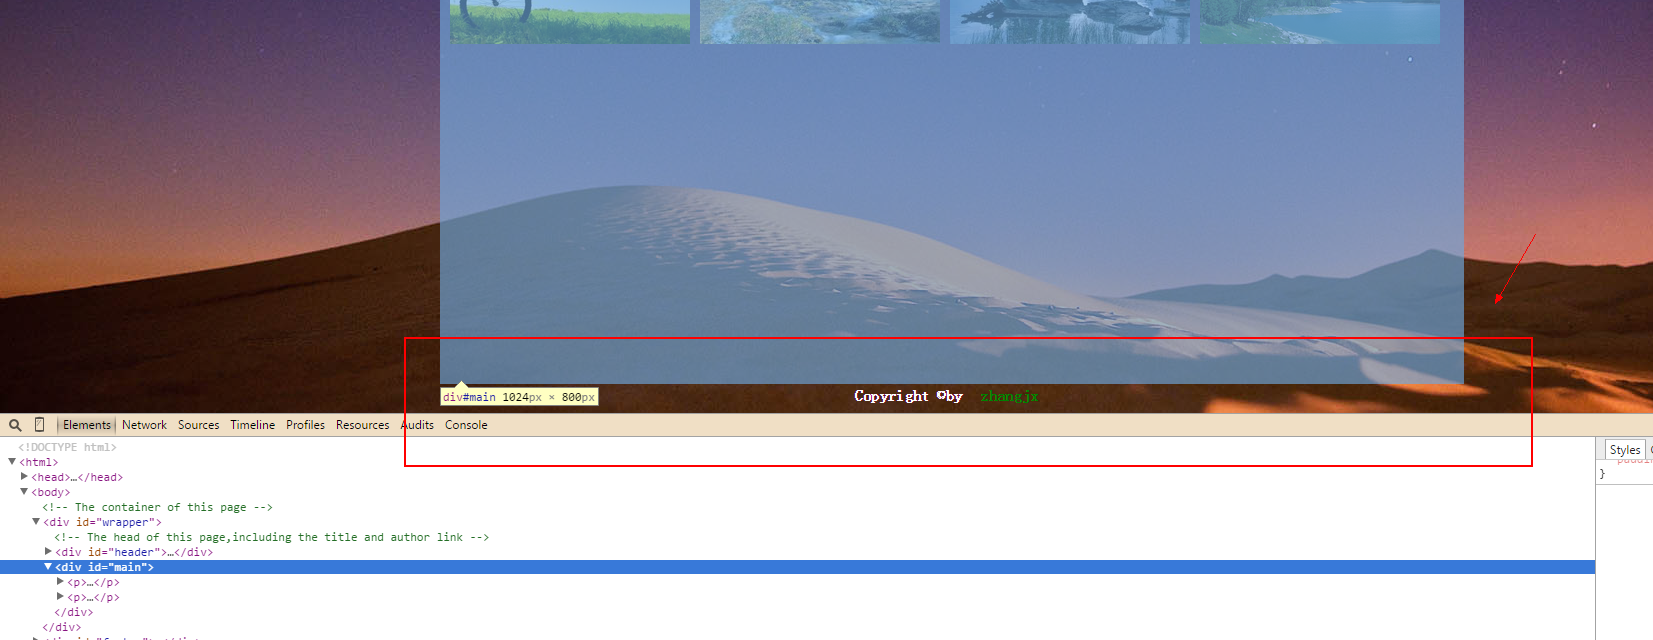 div#main 1024px × 800px
Copyright ©by zhangjx
Elements Network Sources Timeline Profiles Resources Audits Console
<!DOCTYPE html>
<html>
<head>…</head>
<body>
<!-- The container of this page -->
<div id="wrapper">
<!-- The head of this page,including the title and author link -->
<div id="header">…</div>
<div id="main">
<p>…</p>
<p>…</p>
</div>
</div>
Styles
}